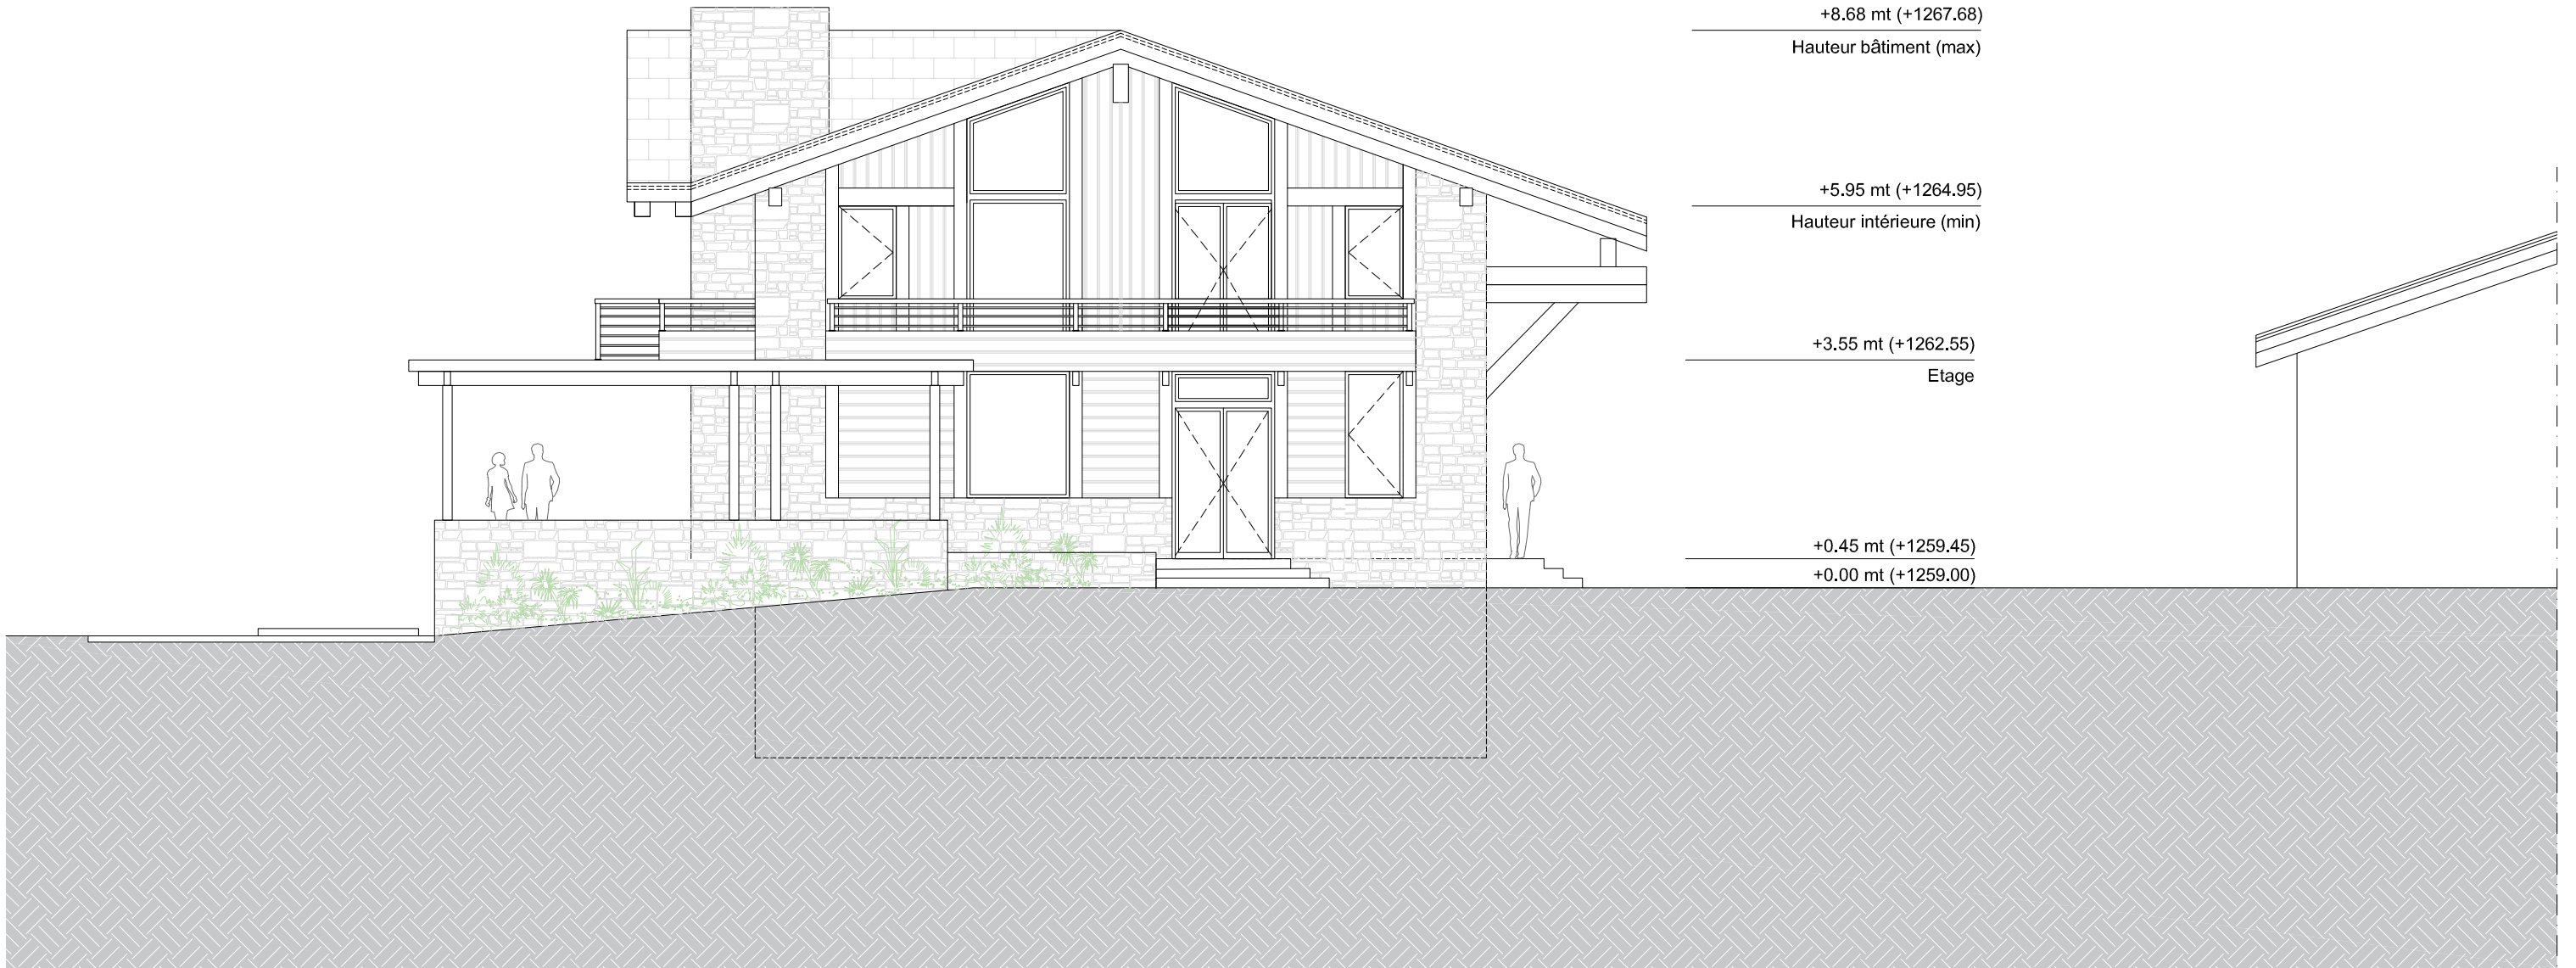 +8.68 mt (+1267.68)
Hauteur bâtiment (max)
+5.95 mt (+1264.95)
Hauteur intérieure (min)
+3.55 mt (+1262.55)
Etage
+0.45 mt (+1259.45)
+0.00 mt (+1259.00)